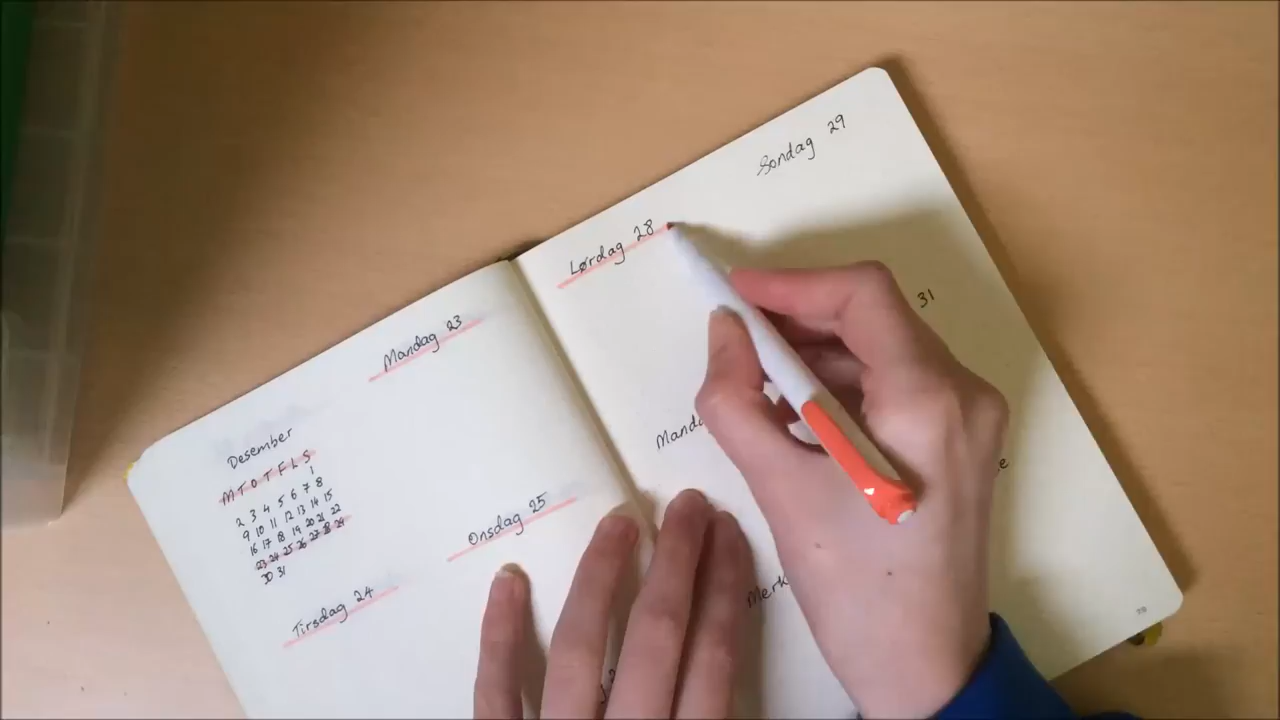 Desember
M T O T F L S
1
2 3 4 5 6 7 8
9 10 11 12 13 14 15
16 17 18 19 20 21 22
23 24 25 26 27 28 29
30 31
Mandag 23
Tirsdag 24
Onsdag 25
Lørdag 28
Søndag 29
31